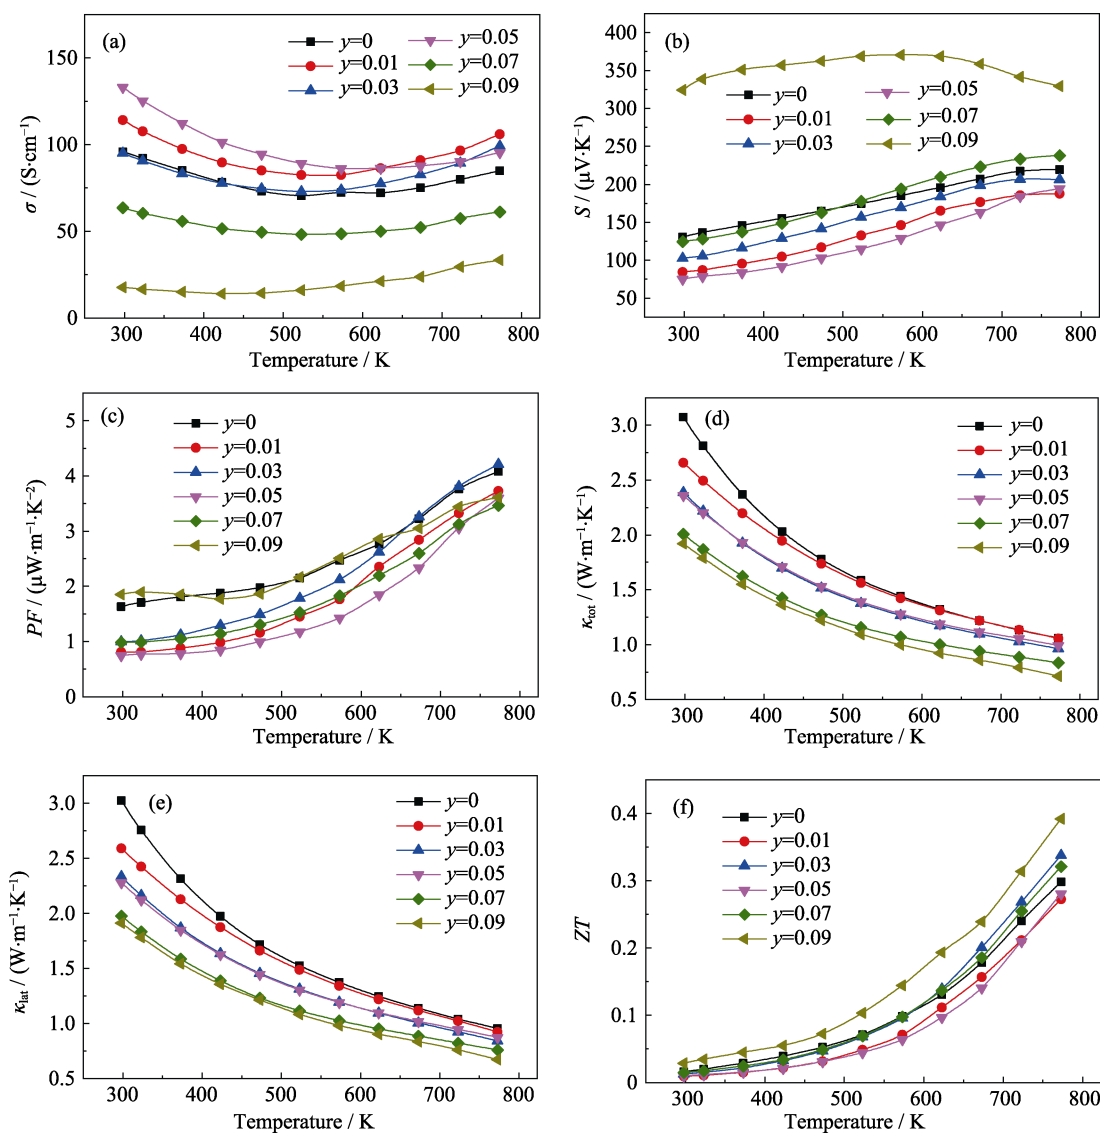 (a)
y=0
y=0.01
y=0.03
y=0.05
y=0.07
y=0.09
150
100
50
0
σ / (S·cm⁻¹)
300 400 500 600 700 800
Temperature / K
(b)
y=0
y=0.01
y=0.03
y=0.05
y=0.07
y=0.09
400
375
350
325
300
275
250
225
200
175
150
125
100
75
50
S / (μV·K⁻¹)
300 400 500 600 700 800
Temperature / K
(c)
y=0
y=0.01
y=0.03
y=0.05
y=0.07
y=0.09
5
4
3
2
1
0
PF / (μW·m⁻¹·K⁻²)
300 400 500 600 700 800
Temperature / K
(d)
y=0
y=0.01
y=0.03
y=0.05
y=0.07
y=0.09
3.0
2.5
2.0
1.5
1.0
0.5
κtot / (W·m⁻¹·K⁻¹)
300 400 500 600 700 800
Temperature / K
(e)
y=0
y=0.01
y=0.03
y=0.05
y=0.07
y=0.09
3.0
2.5
2.0
1.5
1.0
0.5
κlat / (W·m⁻¹·K⁻¹)
300 400 500 600 700 800
Temperature / K
(f)
y=0
y=0.01
y=0.03
y=0.05
y=0.07
y=0.09
0.4
0.3
0.2
0.1
0
ZT
300 400 500 600 700 800
Temperature / K